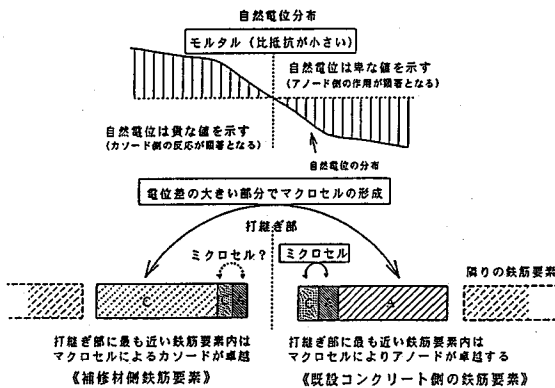 自然電位分布
モルタル（比抵抗が小さい）
自然電位は卑な値を示す
（アノード側の作用が顕著となる）
自然電位は貴な値を示す
（カソード側の反応が顕著となる）
自然電位の分布
電位差の大きい部分でマクロセルの形成
打継ぎ部
ミクロセル？
ミクロセル
隣りの鉄筋要素
C
C
A
打継ぎ部に最も近い鉄筋要素内は
マクロセルによるカソードが卓越
打継ぎ部に最も近い鉄筋要素内は
マクロセルによりアノードが卓越する
《補修材側鉄筋要素》
《既設コンクリート側の鉄筋要素》